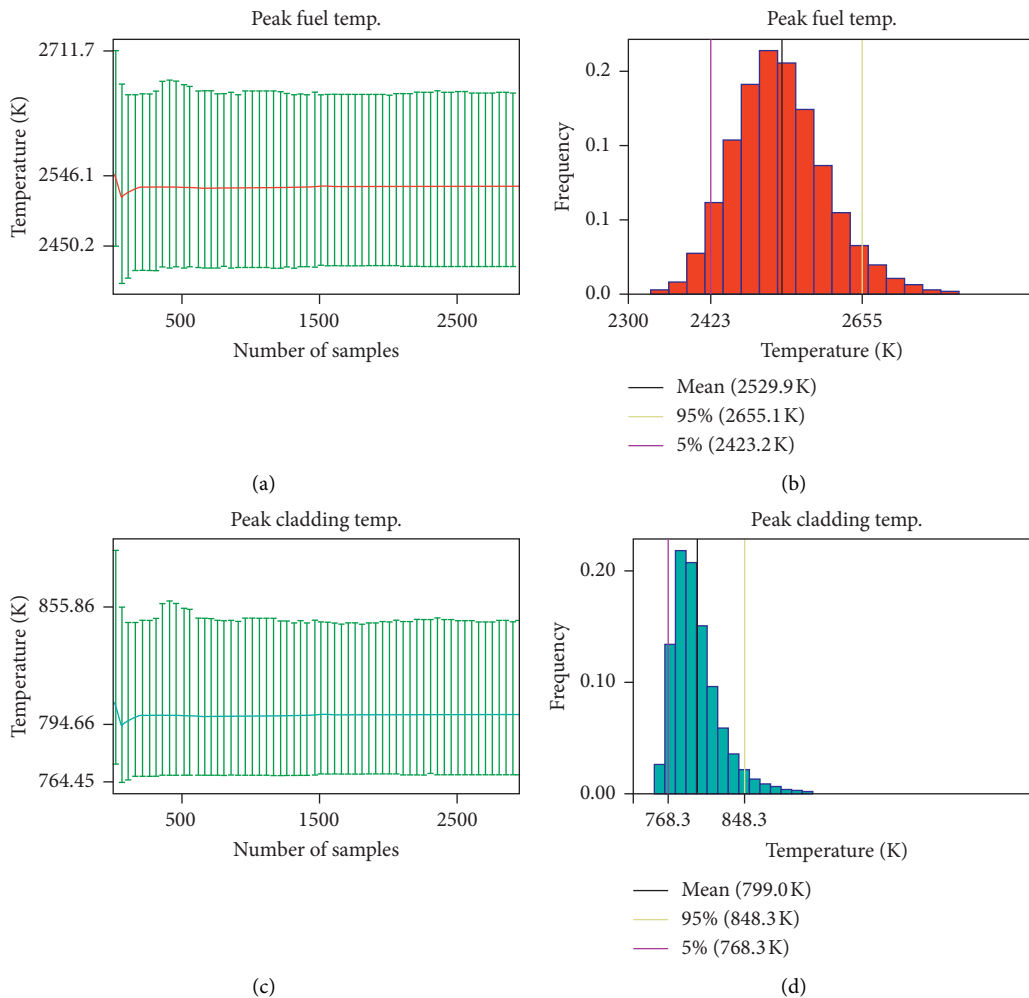 Peak fuel temp.
2711.7
2546.1
2450.2
Temperature (K)
500
1500
2500
Number of samples
(a)
Peak fuel temp.
0.2
0.1
0.1
0.0
Frequency
2300
2423
2655
Temperature (K)
Mean (2529.9 K)
95% (2655.1 K)
5% (2423.2 K)
(b)
Peak cladding temp.
855.86
794.66
764.45
Temperature (K)
500
1500
2500
Number of samples
(c)
Peak cladding temp.
0.20
0.10
0.00
Frequency
768.3
848.3
Temperature (K)
Mean (799.0 K)
95% (848.3 K)
5% (768.3 K)
(d)